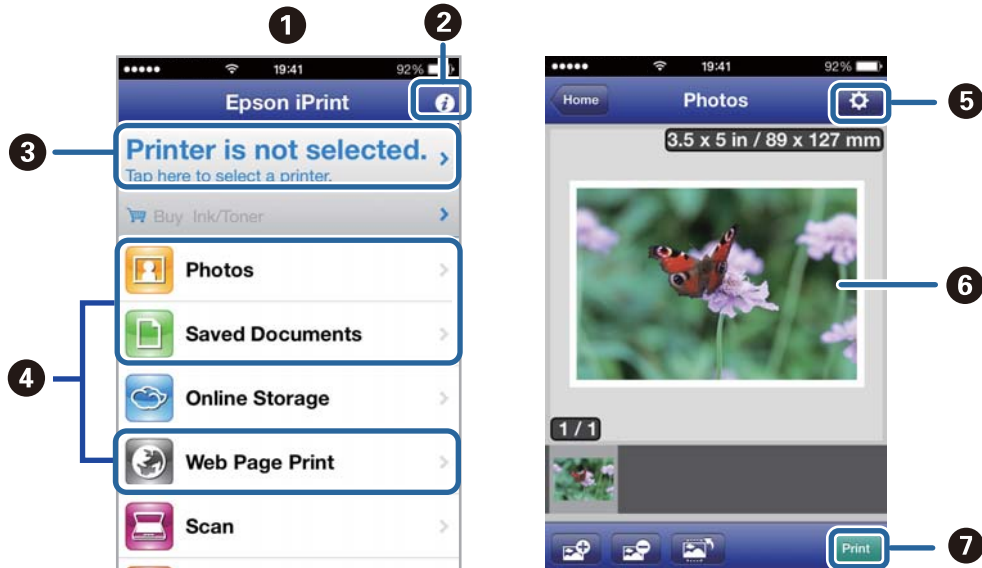 1
2
19:41 92%
Epson iPrint
3
Printer is not selected.
Tap here to select a printer.
Buy Ink/Toner
Photos
Saved Documents
4
Online Storage
Web Page Print
Scan
19:41 92%
Home Photos
5
3.5 x 5 in / 89 x 127 mm
6
1 / 1
Print
7